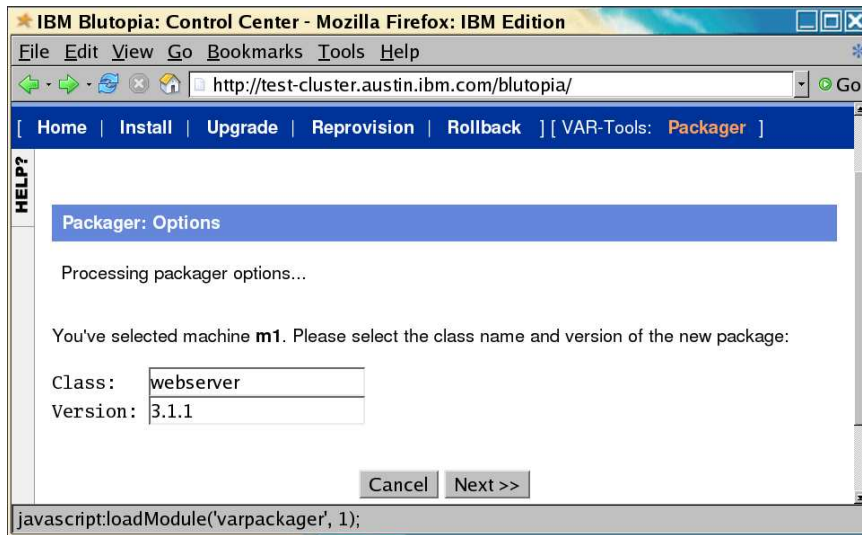 IBM Blutopia: Control Center - Mozilla Firefox: IBM Edition
File Edit View Go Bookmarks Tools Help
http://test-cluster.austin.ibm.com/blutopia/ Go
[ Home | Install | Upgrade | Reprovision | Rollback ] [ VAR-Tools: Packager ]
HELP?
Packager: Options
Processing packager options...
You've selected machine m1. Please select the class name and version of the new package:
Class: webserver
Version: 3.1.1
Cancel Next >>
javascript:loadModule('varpackager', 1);